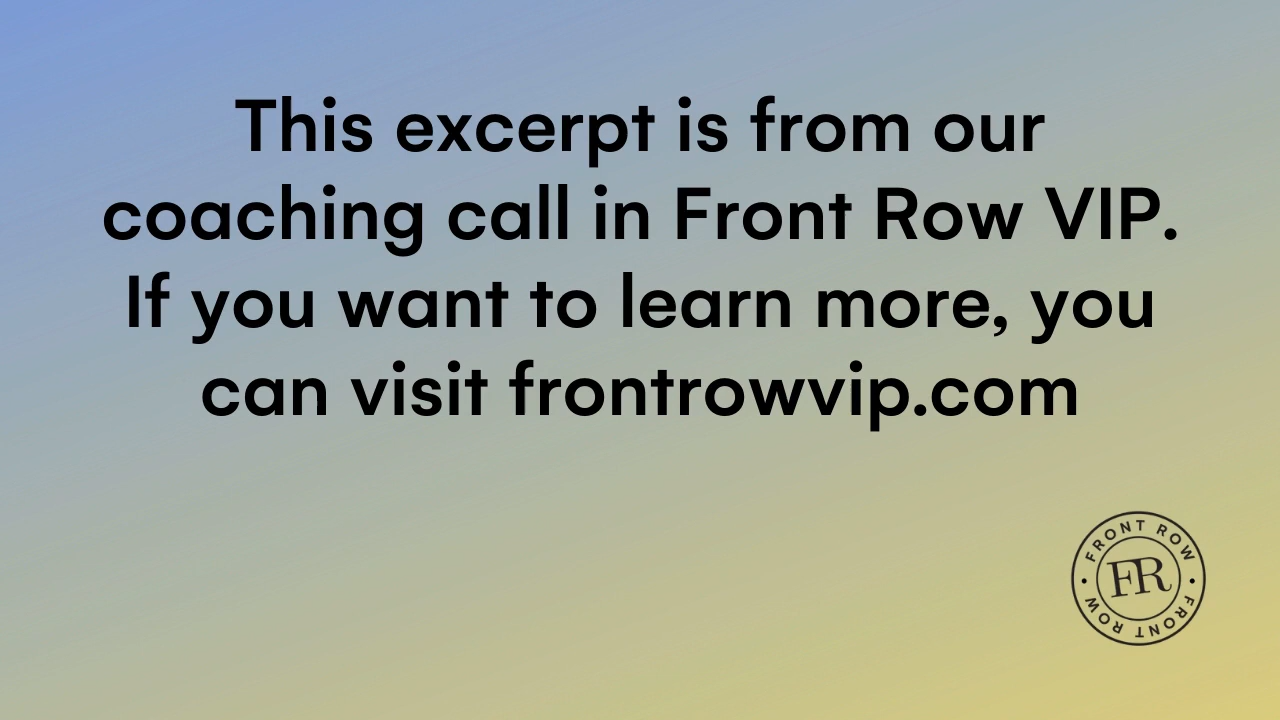 This excerpt is from our
coaching call in Front Row VIP.
If you want to learn more, you
can visit frontrowvip.com
FRONT ROW
FR
FRONT ROW